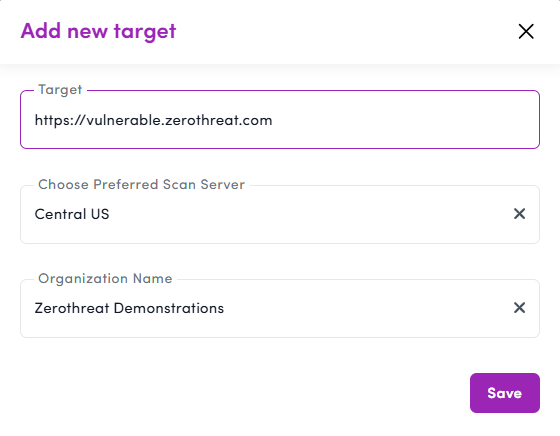 Add new target
Target
https://vulnerable.zerothreat.com
Choose Preferred Scan Server
Central US
Organization Name
Zerothreat Demonstrations
Save